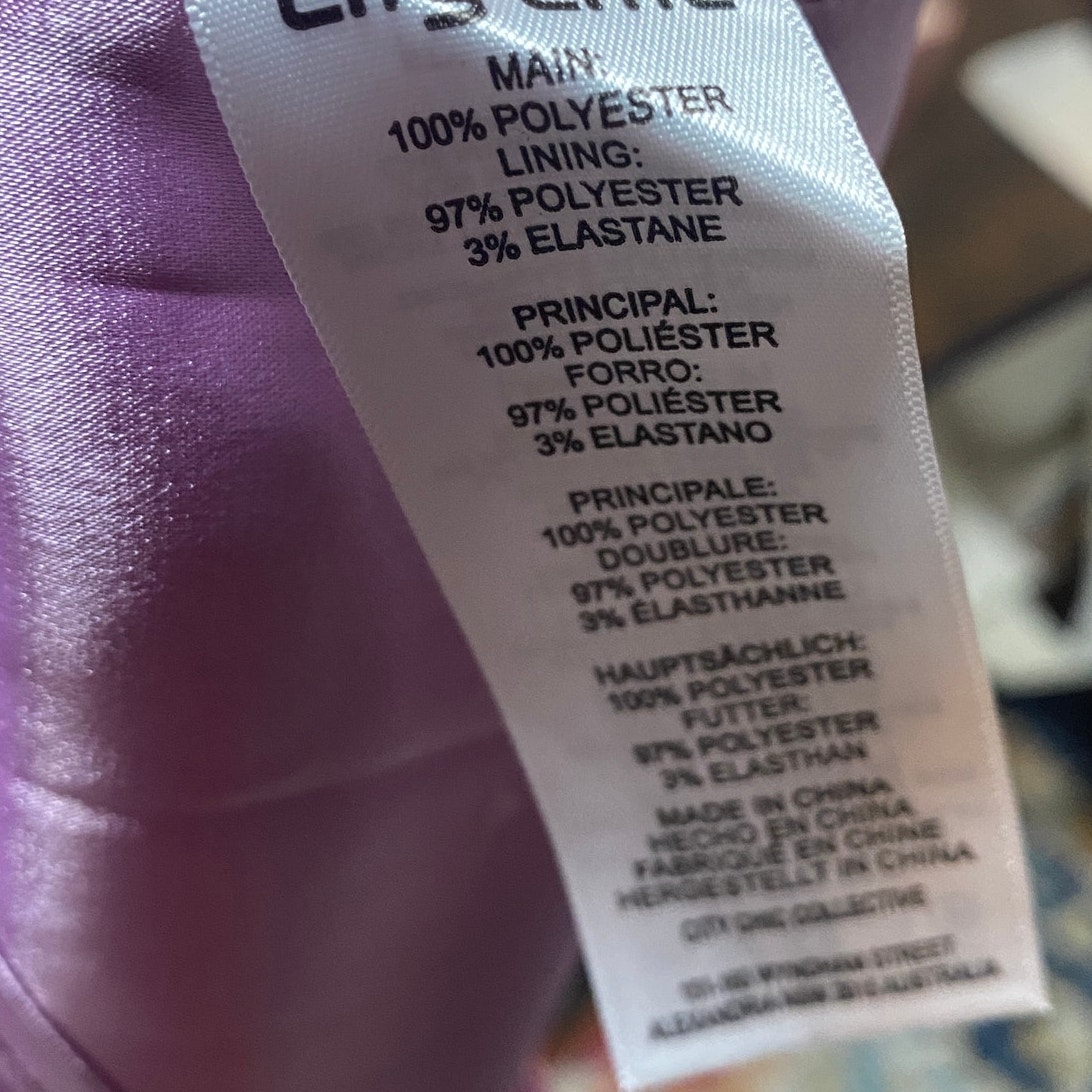 MAIN:
100% POLYESTER
LINING:
97% POLYESTER
3% ELASTANE
PRINCIPAL:
100% POLIÉSTER
FORRO:
97% POLIÉSTER
3% ELASTANO
PRINCIPALE:
100% POLYESTER
DOUBLURE:
97% POLYESTER
3% ÉLASTHANNE
HAUPTSÄCHLICH:
100% POLYESTER
FUTTER:
97% POLYESTER
3% ELASTHAN
MADE IN CHINA
HECHO EN CHINA
FABRIQUÉ EN CHINE
HERGESTELLT IN CHINA
CITY CHIC COLLECTIVE
WYNDHAM STREET
ALEXANDRIA NSW 2015 AUSTRALIA